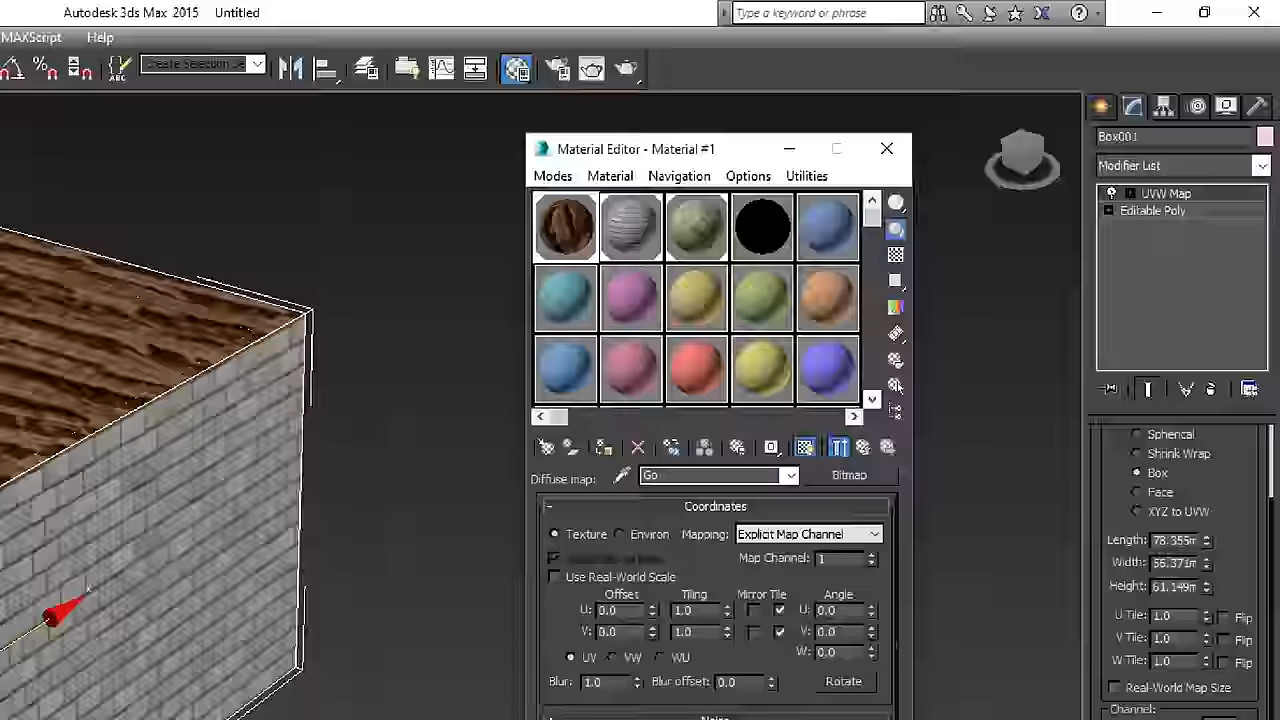 Autodesk 3ds Max 2015 Untitled
Type a keyword or phrase
MAXScript Help
Create Selection Se
ABC
Box001
Modifier List
UVW Map
Editable Poly
Material Editor - Material #1
Modes Material Navigation Options Utilities
Diffuse map: Go Bitmap
Coordinates
Texture Environ Mapping: Explicit Map Channel
Map Channel: 1
Use Real-World Scale
Offset Tiling Mirror Tile Angle
U: 0.0 1.0 U: 0.0
V: 0.0 1.0 V: 0.0
W: 0.0
UV VW WU
Blur: 1.0 Blur offset: 0.0 Rotate
Noise
Spherical
Shrink Wrap
Box
Face
XYZ to UVW
Length: 78.355m
Width: 56.371m
Height: 61.149m
U Tile: 1.0 Flip
V Tile: 1.0 Flip
W Tile: 1.0 Flip
Real-World Map Size
Channel:
x